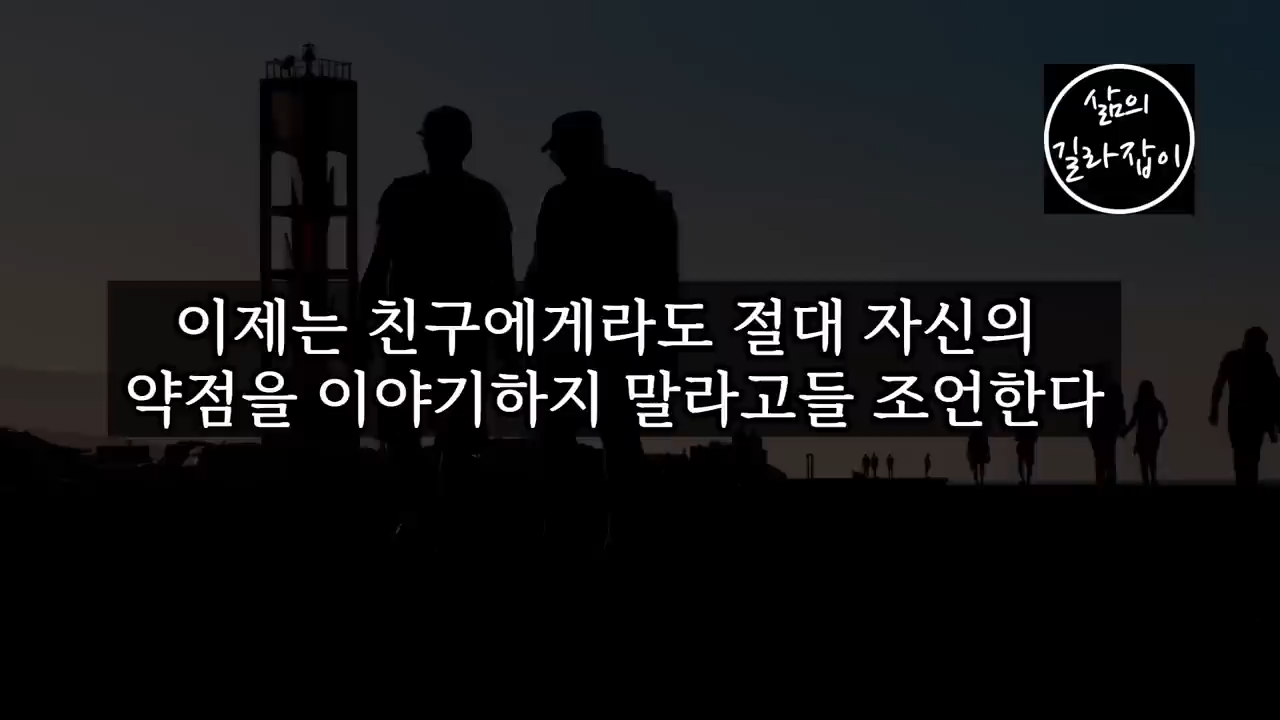 삶의
길라잡이
이제는 친구에게라도 절대 자신의
약점을 이야기하지 말라고들 조언한다